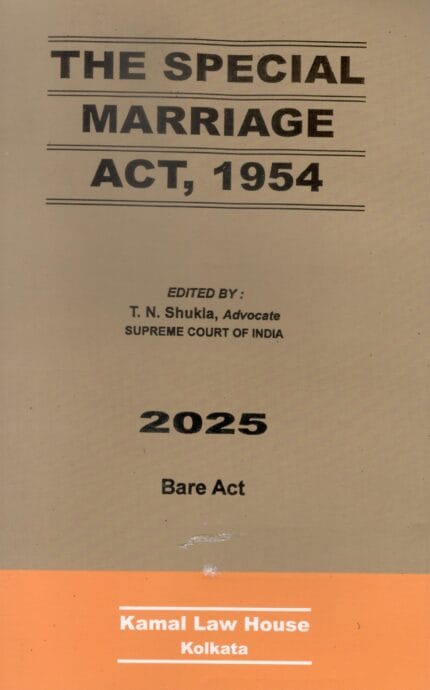 THE SPECIAL
MARRIAGE
ACT, 1954
EDITED BY :
T. N. Shukla, Advocate
SUPREME COURT OF INDIA
2025
Bare Act
Kamal Law House
Kolkata